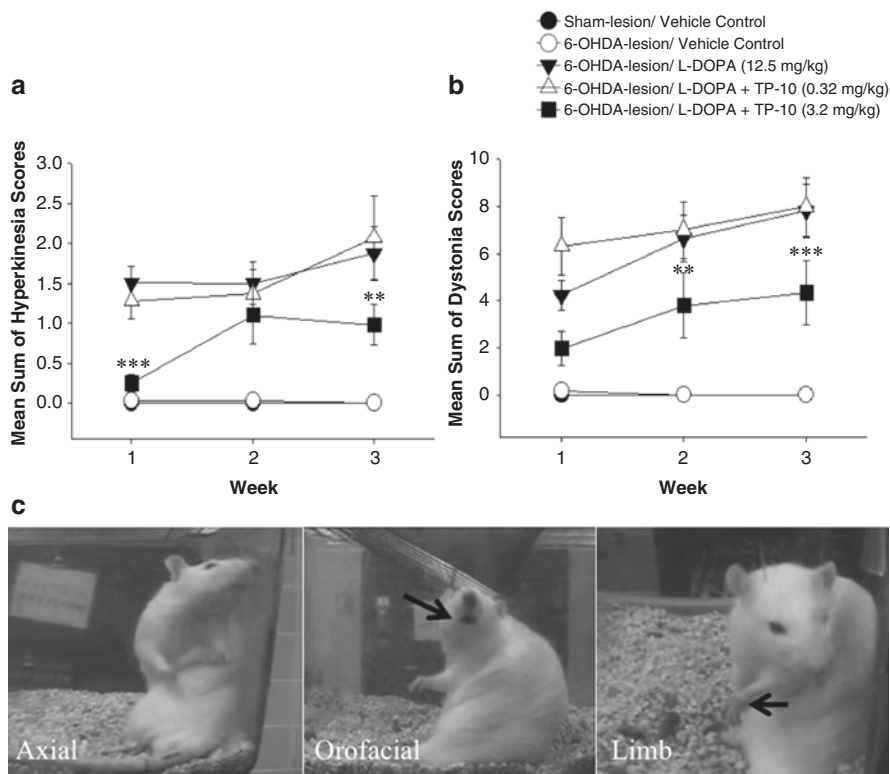 Sham-lesion/ Vehicle Control
6-OHDA-lesion/ Vehicle Control
6-OHDA-lesion/ L-DOPA (12.5 mg/kg)
6-OHDA-lesion/ L-DOPA + TP-10 (0.32 mg/kg)
6-OHDA-lesion/ L-DOPA + TP-10 (3.2 mg/kg)
a
Mean Sum of Hyperkinesia Scores
3.0
2.5
2.0
1.5
1.0
0.5
0.0
***
**
1 2 3
Week
b
Mean Sum of Dystonia Scores
10
8
6
4
2
0
**
***
1 2 3
Week
c
Axial
Orofacial
Limb